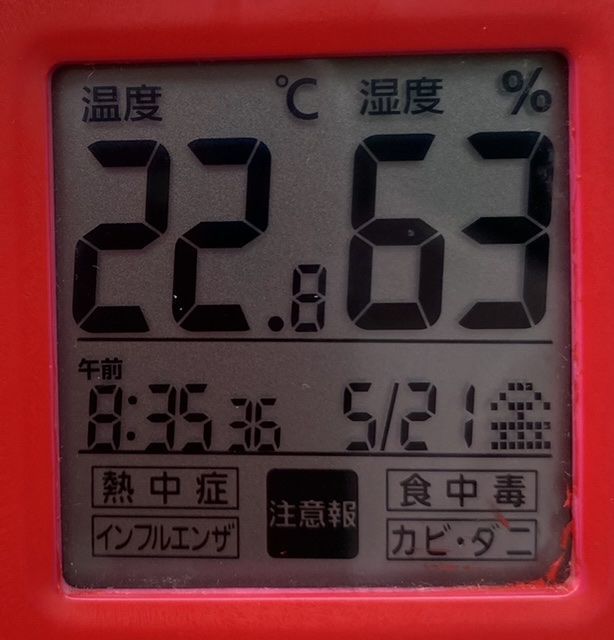 温度 ℃ 湿度 %
22.8 63
午前
8:35 36 5/21 金
熱中症 注意報 食中毒
インフルエンザ カビ・ダニ